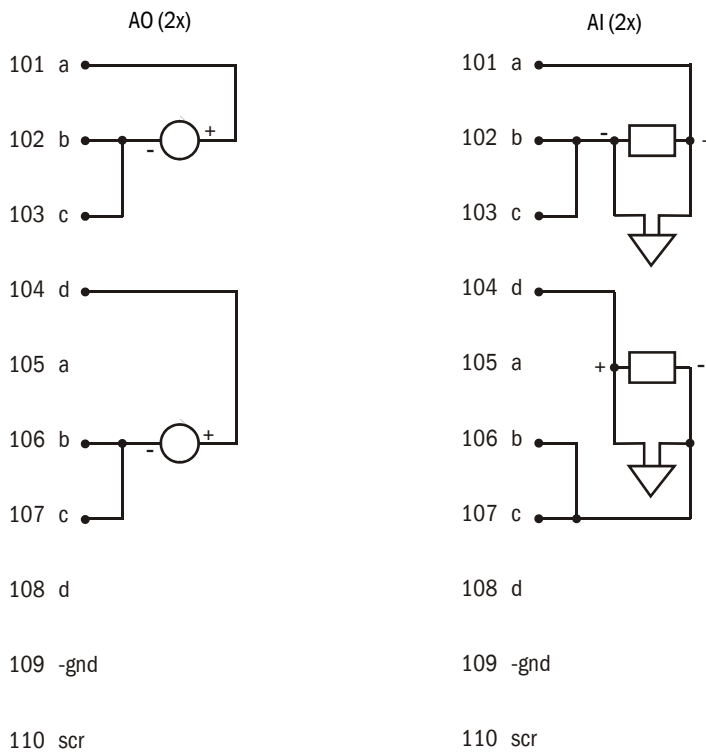 AO (2x)
101 a
102 b
- +
103 c
104 d
105 a
106 b
- +
107 c
108 d
109 -gnd
110 scr
AI (2x)
101 a
102 b
- -
103 c
104 d
105 a
+ -
106 b
107 c
108 d
109 -gnd
110 scr